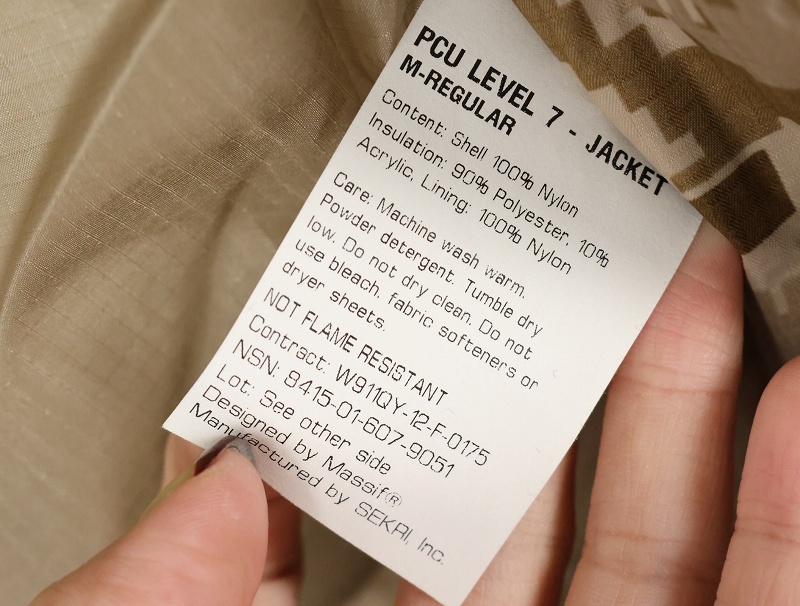 PCU LEVEL 7 - JACKET
M-REGULAR
Content: Shell 100% Nylon
Insulation: 90% Polyester, 10%
Acrylic, Lining: 100% Nylon
Care: Machine wash warm.
Powder detergent. Tumble dry
low. Do not dry clean. Do not
use bleach, fabric softeners or
dryer sheets.
NOT FLAME RESISTANT
Contract: W911QY-12-F-0175
NSN: 8415-01-607-9051
Lot: See other side
Designed by Massif®
Manufactured by SEKRI, Inc.